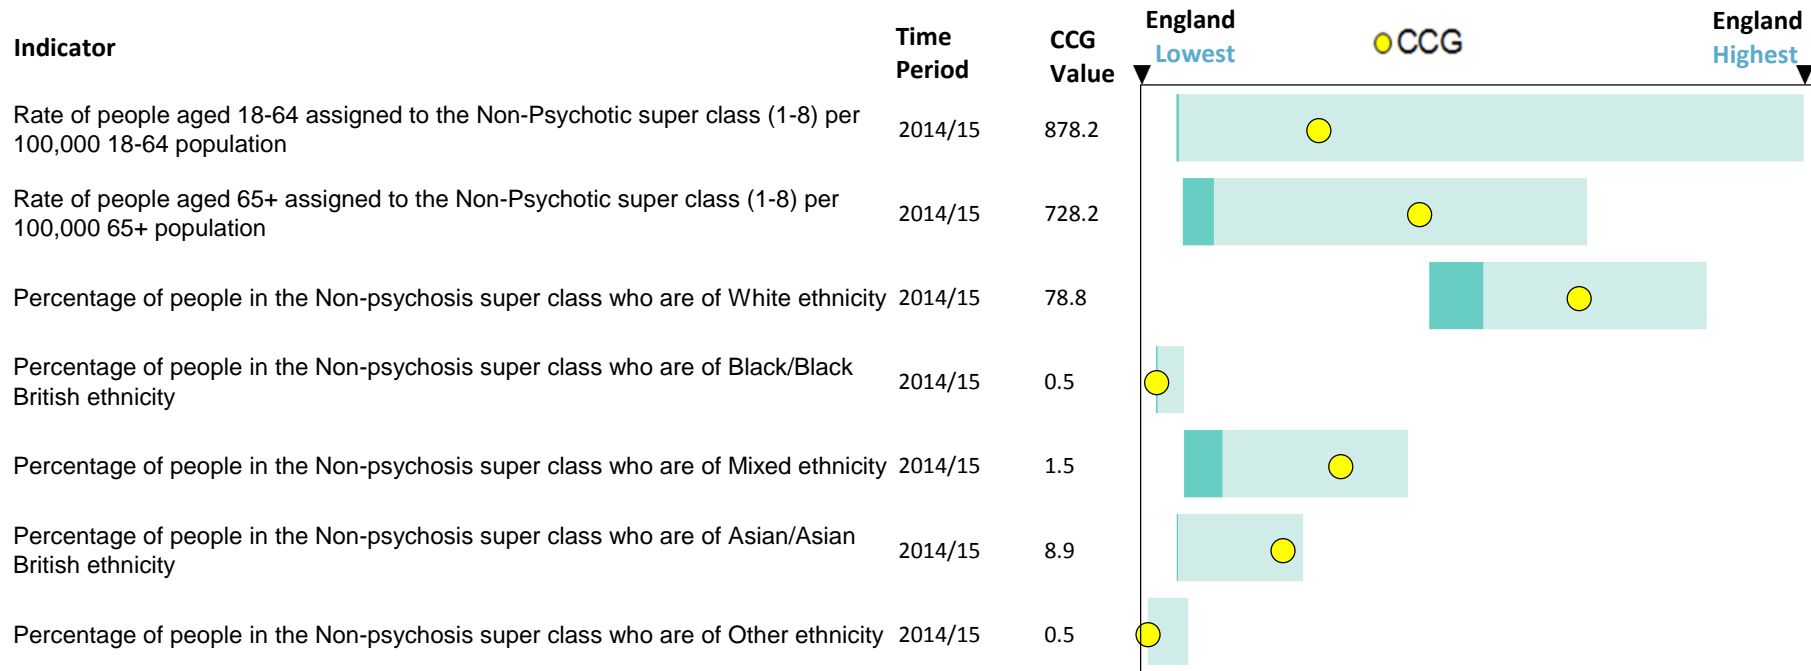 Indicator
Time
Period
CCG
Value
England
Lowest
CCG
England
Highest
Rate of people aged 18-64 assigned to the Non-Psychotic super class (1-8) per
100,000 18-64 population
2014/15
878.2
Rate of people aged 65+ assigned to the Non-Psychotic super class (1-8) per
100,000 65+ population
2014/15
728.2
Percentage of people in the Non-psychosis super class who are of White ethnicity
2014/15
78.8
Percentage of people in the Non-psychosis super class who are of Black/Black
British ethnicity
2014/15
0.5
Percentage of people in the Non-psychosis super class who are of Mixed ethnicity
2014/15
1.5
Percentage of people in the Non-psychosis super class who are of Asian/Asian
British ethnicity
2014/15
8.9
Percentage of people in the Non-psychosis super class who are of Other ethnicity
2014/15
0.5